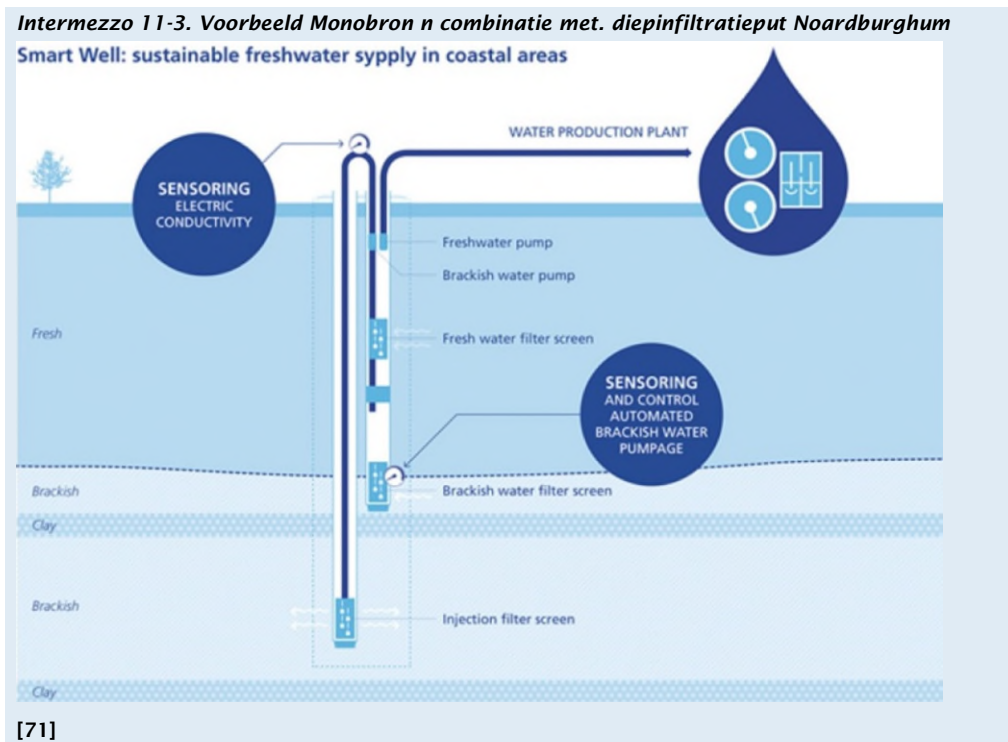 Intermezzo 11-3. Voorbeeld Monobron n combinatie met. diepinfiltratieput Noardburghum
Smart Well: sustainable freshwater sypply in coastal areas
WATER PRODUCTION PLANT
SENSORING
ELECTRIC
CONDUCTIVITY
Freshwater pump
Brackish water pump
Fresh
Fresh water filter screen
SENSORING
AND CONTROL
AUTOMATED
BRACKISH WATER
PUMPAGE
Brackish
Brackish water filter screen
Clay
Brackish
Injection filter screen
Clay
[71]